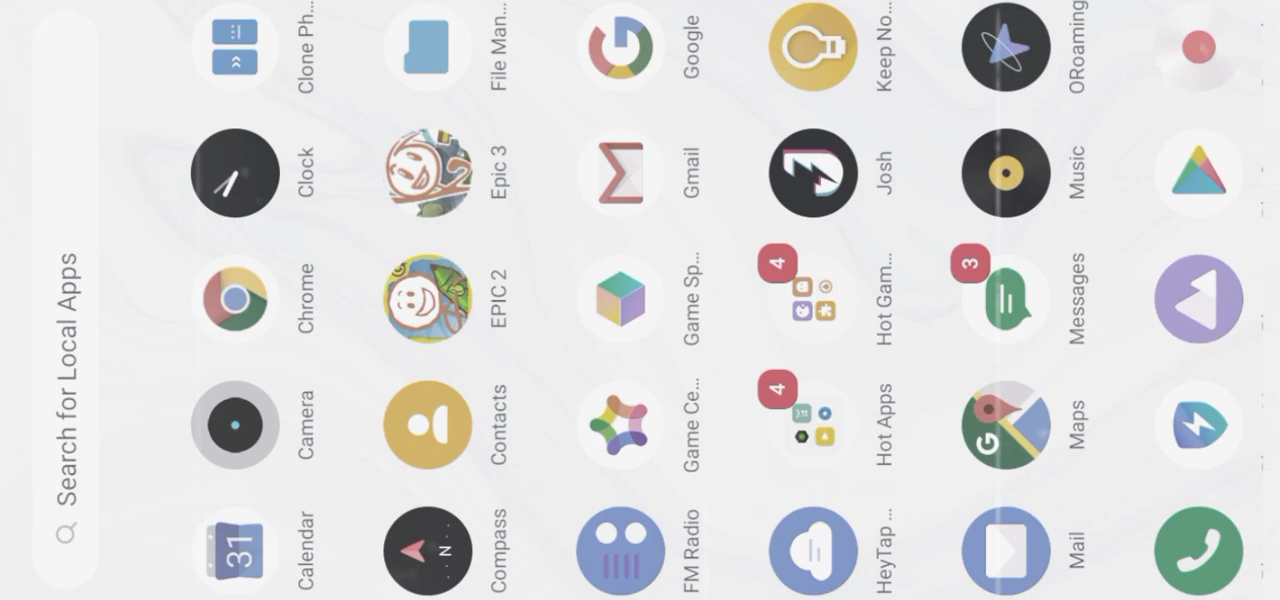 Search for Local Apps
31
Calendar
Camera
Chrome
Clock
Clone Ph...
N
Compass
Contacts
EPIC 2
Epic 3
File Man...
FM Radio
Game Ce...
Game Sp...
Gmail
Google
4
4
HeyTap ...
Hot Apps
Hot Gam...
Josh
Keep No...
G
3
Mail
Maps
Messages
Music
ORoaming